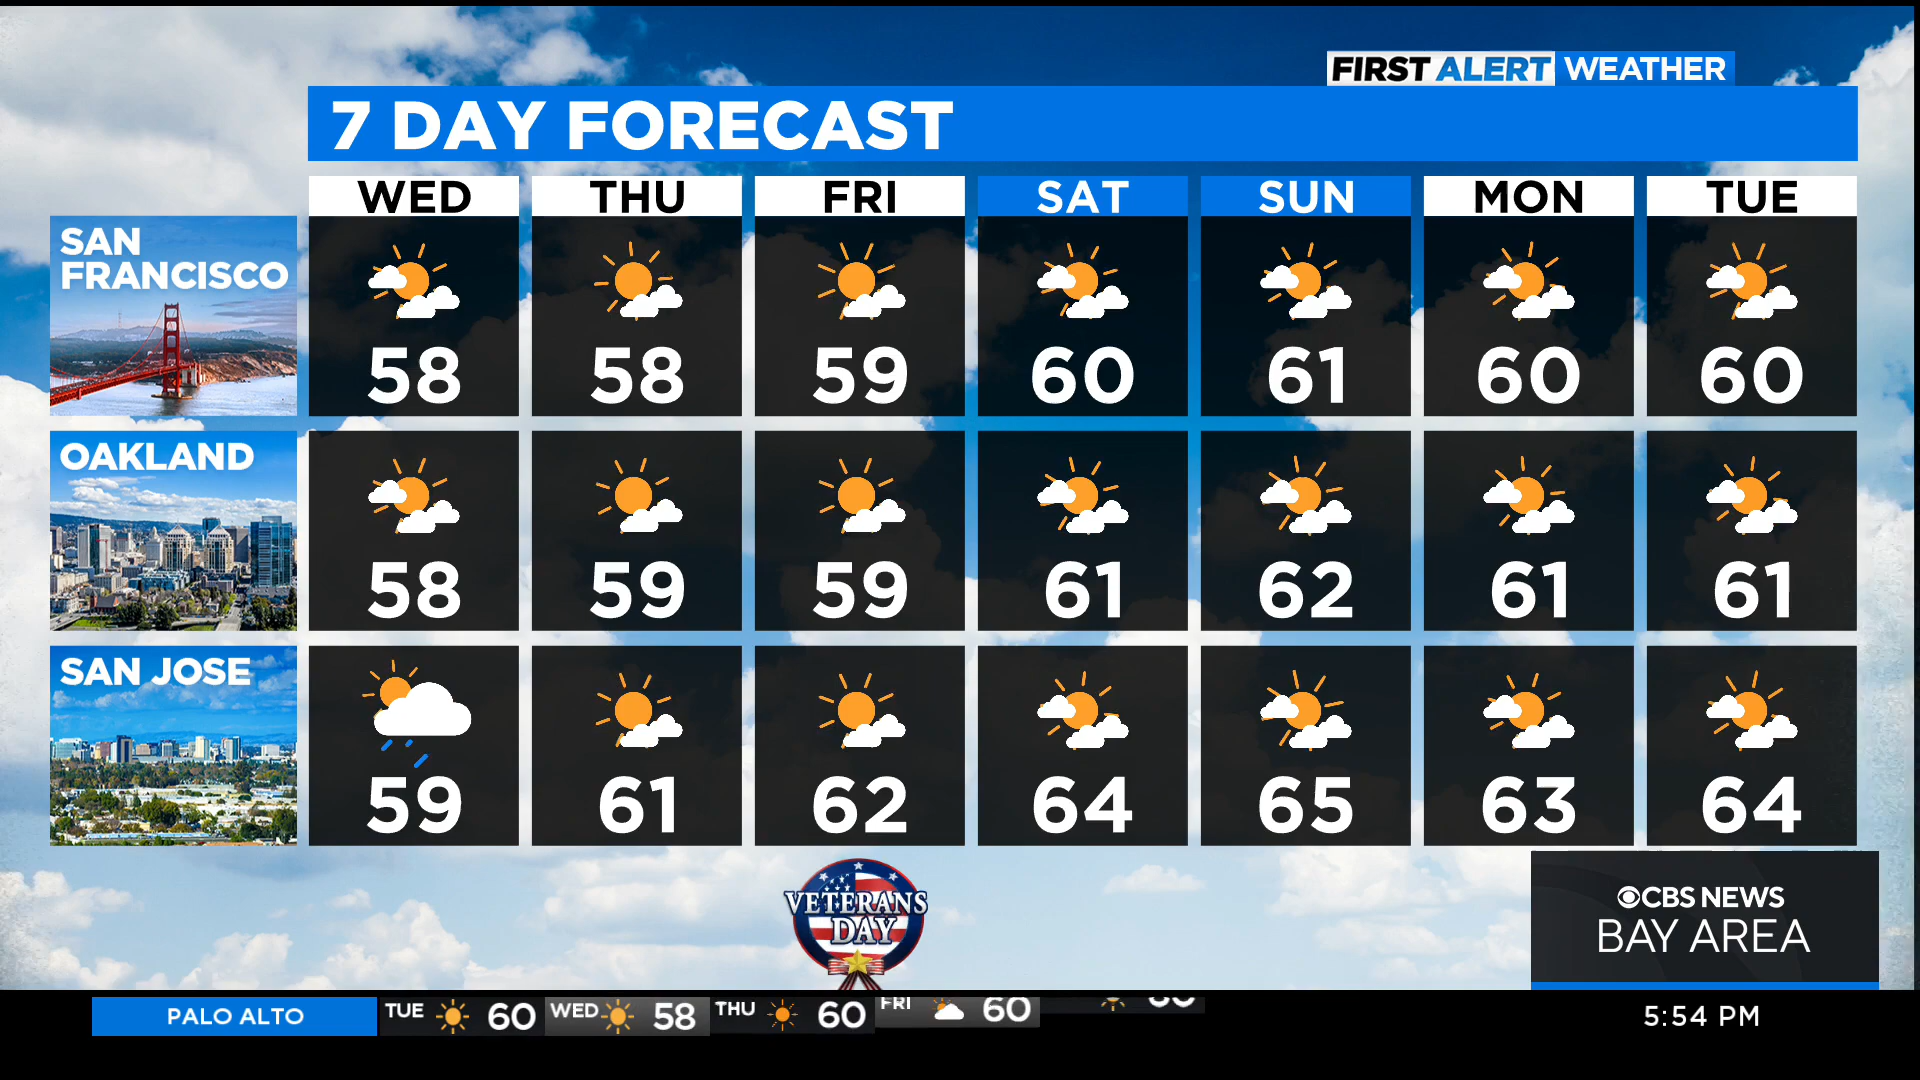 FIRST ALERT WEATHER
7 DAY FORECAST
WED THU FRI SAT SUN MON TUE
SAN
FRANCISCO
58 58 59 60 61 60 60
OAKLAND
58 59 59 61 62 61 61
SAN JOSE
59 61 62 64 65 63 64
VETERANS
DAY
CBS NEWS
BAY AREA
PALO ALTO TUE 60 WED 58 THU 60 FRI 60
5:54 PM